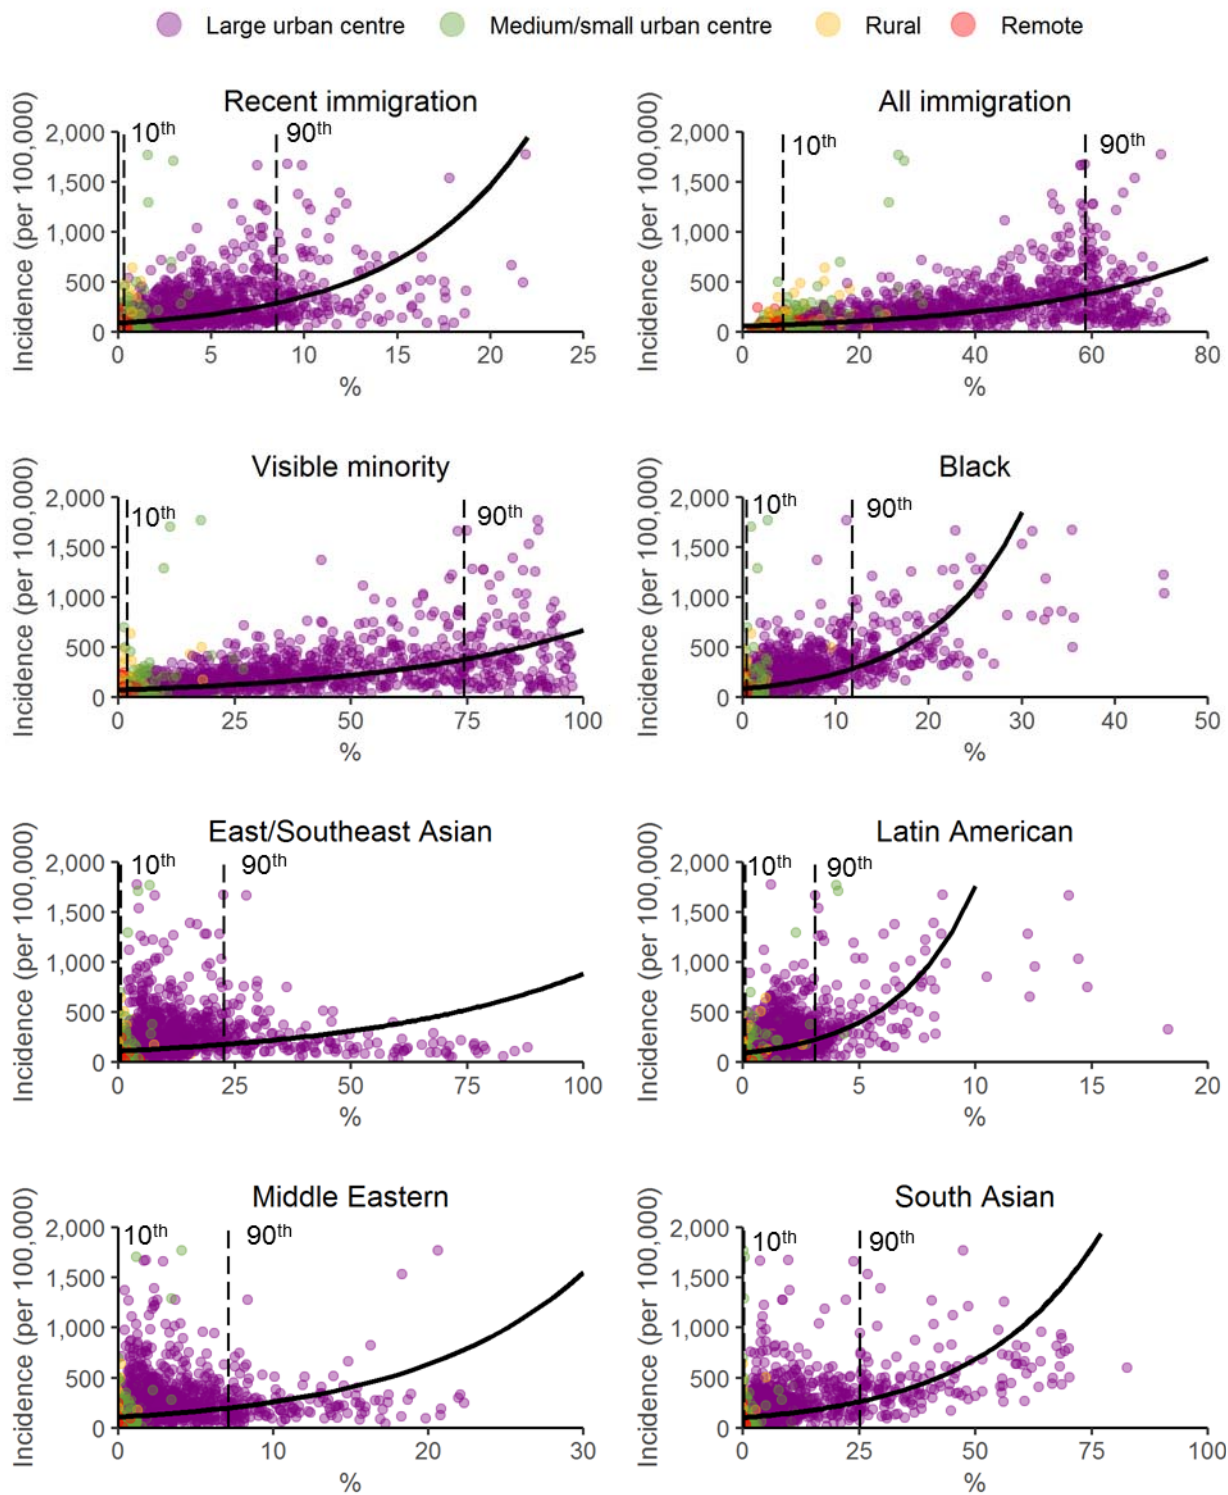 Large urban centre Medium/small urban centre Rural Remote
Recent immigration
Incidence (per 100,000)
2,000
1,500
1,000
500
0
10th
90th
0 5 10 15 20 25
%
All immigration
Incidence (per 100,000)
2,000
1,500
1,000
500
0
10th
90th
0 20 40 60 80
%
Visible minority
Incidence (per 100,000)
2,000
1,500
1,000
500
0
10th
90th
0 25 50 75 100
%
Black
Incidence (per 100,000)
2,000
1,500
1,000
500
0
10th
90th
0 10 20 30 40 50
%
East/Southeast Asian
Incidence (per 100,000)
2,000
1,500
1,000
500
0
10th
90th
0 25 50 75 100
%
Latin American
Incidence (per 100,000)
2,000
1,500
1,000
500
0
10th
90th
0 5 10 15 20
%
Middle Eastern
Incidence (per 100,000)
2,000
1,500
1,000
500
0
10th
90th
0 10 20 30
%
South Asian
Incidence (per 100,000)
2,000
1,500
1,000
500
0
10th
90th
0 25 50 75 100
%